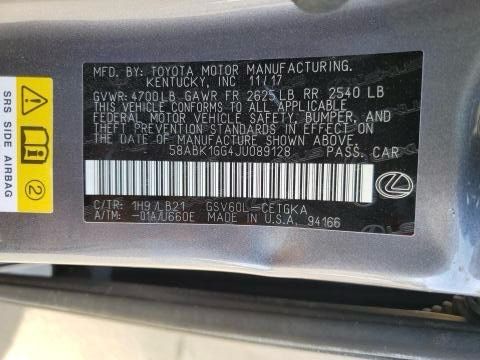 MFD. BY: TOYOTA MOTOR MANUFACTURING.
KENTUCKY, INC 11/17
GVWR: 4700LB GAWR FR 2625LB RR 2540 LB
THIS VEHICLE CONFORMS TO ALL APPLICABLE
FEDERAL MOTOR VEHICLE SAFETY, BUMPER, AND
THEFT PREVENTION STANDARDS IN EFFECT ON
THE DATE OF MANUFACTURE SHOWN ABOVE.
58ABK1GG4JU089128 PASS. CAR
C/TR: 1H9/LB21 GSV60L-CETGKA
A/TM: -01A/U660E MADE IN U.S.A. 94166
SRS SIDE AIRBAG
2